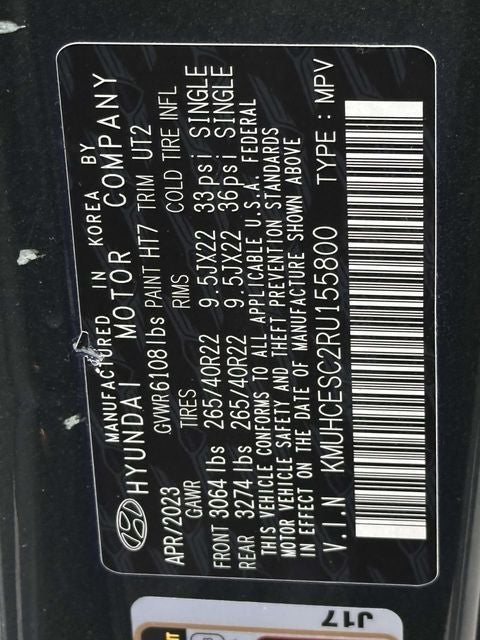 MANUFACTURED IN KOREA BY
HYUNDAI MOTOR COMPANY
APR/2023 GVWR 6108lbs PAINT HT7 TRIM UT2
GAWR TIRES RIMS COLD TIRE INFL
FRONT 3064 lbs 265/40R22 9.5JX22 33psi SINGLE
REAR 3274 lbs 265/40R22 9.5JX22 36psi SINGLE
THIS VEHICLE CONFORMS TO ALL APPLICABLE U.S.A. FEDERAL
MOTOR VEHICLE SAFETY AND THEFT PREVENTION STANDARDS
IN EFFECT ON THE DATE OF MANUFACTURE SHOWN ABOVE
V.I.N KMUHCESC2RU155800 TYPE : MPV
J17